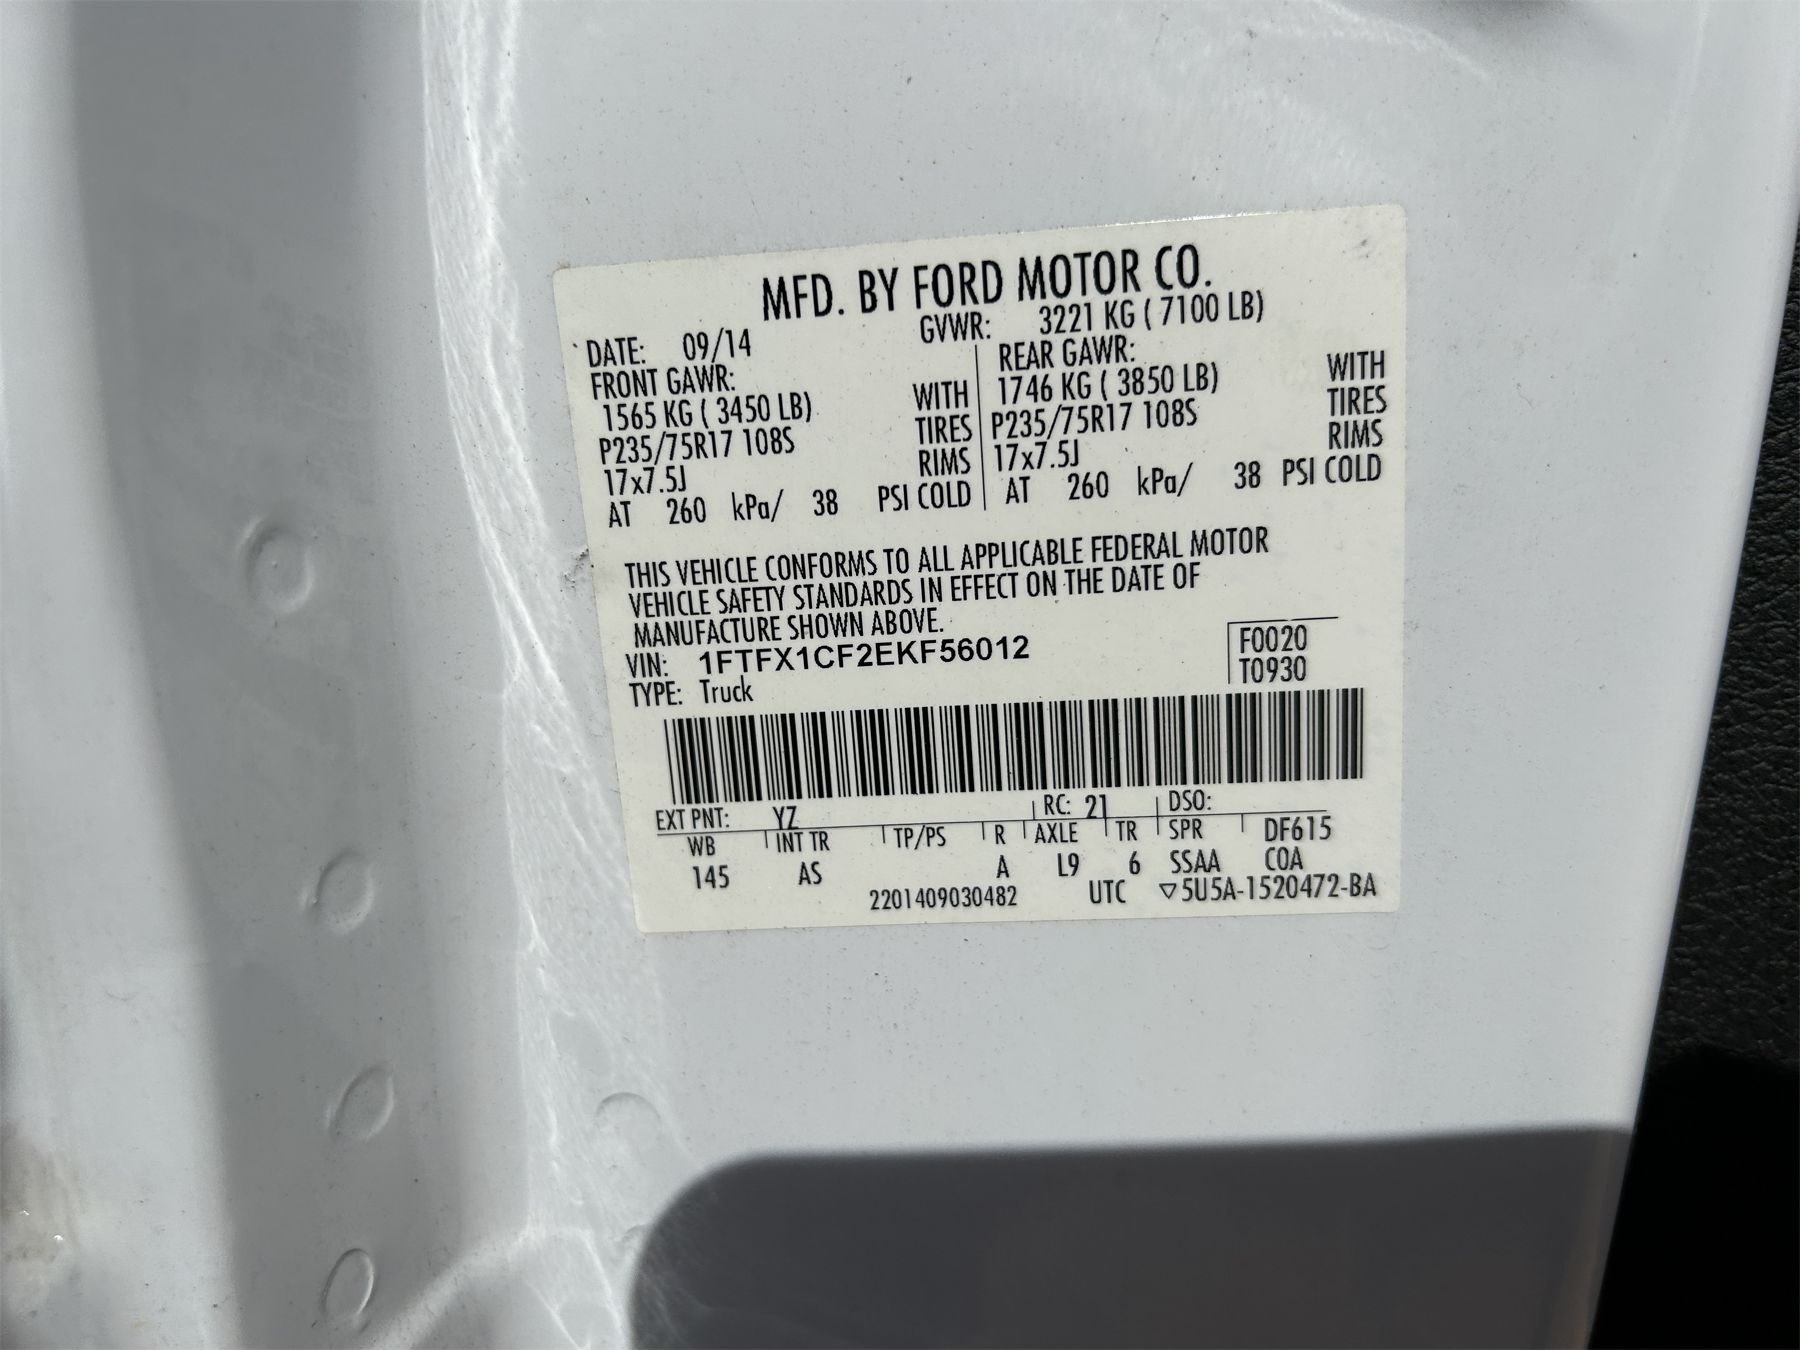 MFD. BY FORD MOTOR CO.
DATE: 09/14 GVWR: 3221 KG ( 7100 LB)
FRONT GAWR: REAR GAWR:
1565 KG ( 3450 LB) WITH 1746 KG ( 3850 LB) WITH
P235/75R17 108S TIRES P235/75R17 108S TIRES
17x7.5J RIMS 17x7.5J RIMS
AT 260 kPa/ 38 PSI COLD AT 260 kPa/ 38 PSI COLD
THIS VEHICLE CONFORMS TO ALL APPLICABLE FEDERAL MOTOR
VEHICLE SAFETY STANDARDS IN EFFECT ON THE DATE OF
MANUFACTURE SHOWN ABOVE.
VIN: 1FTFX1CF2EKF56012 F0020
TYPE: Truck T0930
EXT PNT: YZ RC: 21 DSO:
WB INT TR TP/PS R AXLE TR SPR DF615
145 AS A L9 6 SSAA COA
2201409030482 UTC ▽5U5A-1520472-BA